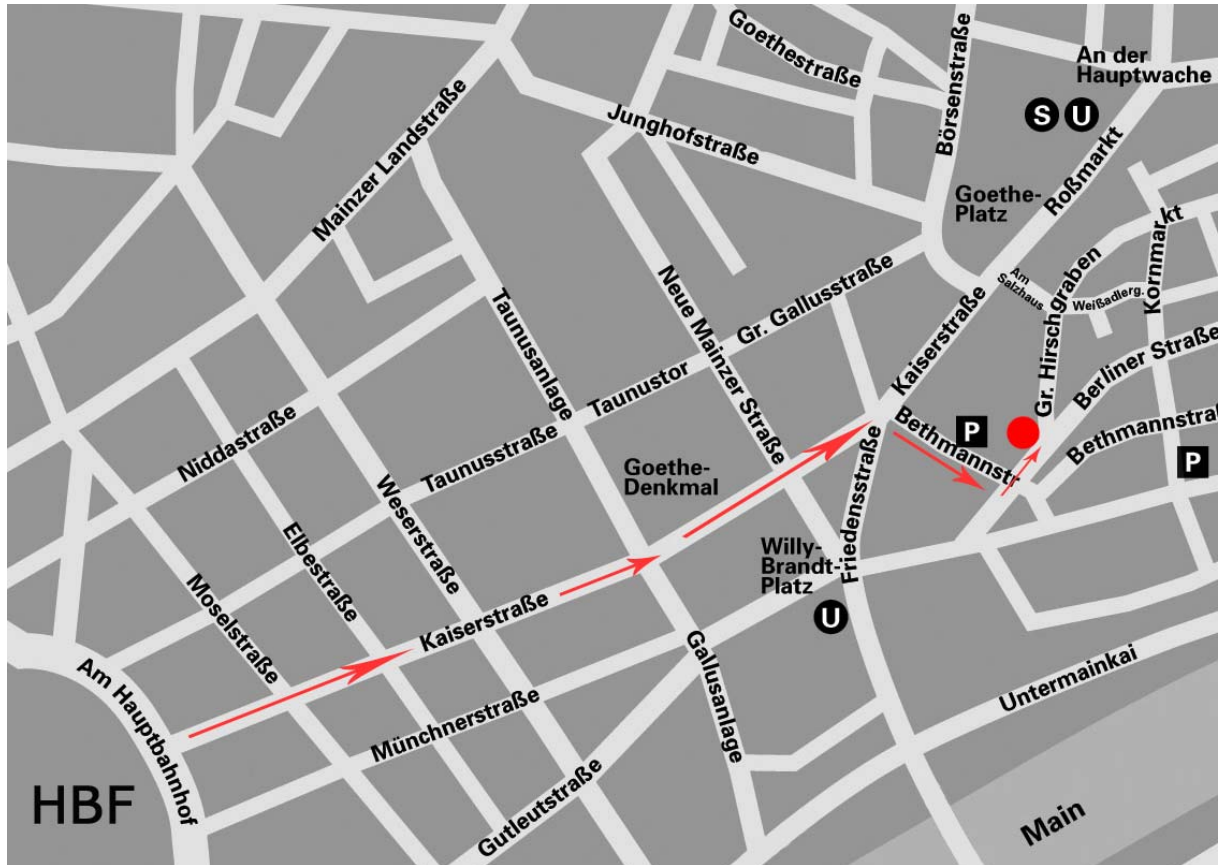 Goethestraße
Börsenstraße
An der
Hauptwache
S
U
Mainzer Landstraße
Junghofstraße
Goethe-
Platz
Roßmarkt
Am
Salzhaus
Gr. Hirschgraben
Weißadlerg.
Kornmarkt
Taunusanlage
Neue Mainzer Straße
Gr. Gallusstraße
Kaiserstraße
Berliner Straße
Niddastraße
Taunusstraße
Taunustor
Bethmannstr
P
Bethmannstraß
P
Goethe-
Denkmal
Weserstraße
Elbestraße
Moselstraße
Friedensstraße
Willy-
Brandt-
Platz
U
Kaiserstraße
Am Hauptbahnhof
Münchnerstraße
Gallusanlage
Untermainkai
Gutleutstraße
HBF
Main